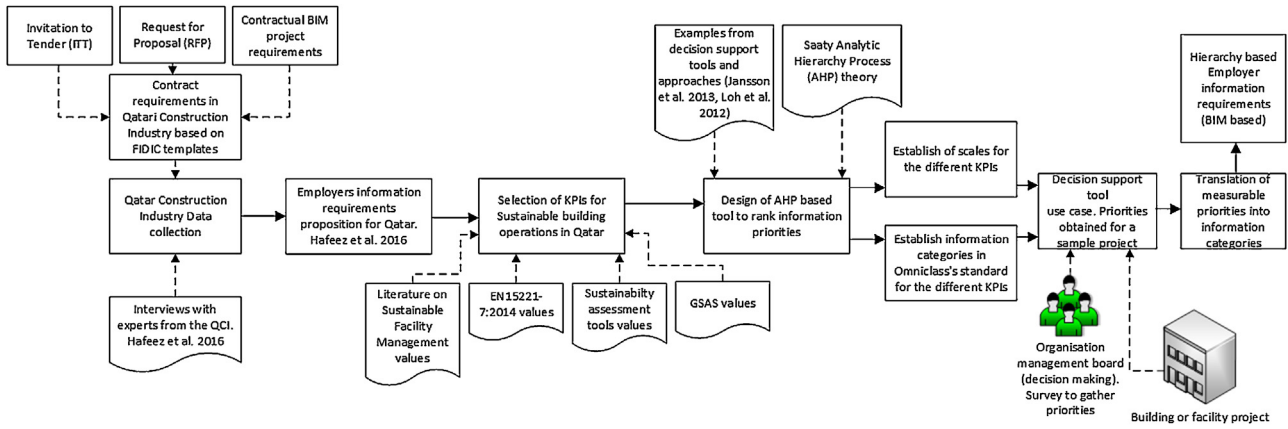 Invitation to
Tender (ITT)
Request for
Proposal (RFP)
Contractual BIM
project
requirements
Contract
requirements in
Qatari Construction
Industry based on
FIDIC templates
Qatar Construction
Industry Data
collection
Interviews with
experts from the QCI.
Hafeez et al. 2016
Employers information
requirements
proposition for Qatar.
Hafeez et al. 2016
Selection of KPIs for
Sustainable building
operations in Qatar
Literature on
Sustainable
Facility
Management
values
EN15221-
7:2014 values
Sustainabilty
assessment
tools values
GSAS values
Examples from
decision support
tools and
approaches (Jansson
et al. 2013, Loh et al.
2012)
Saaty Analytic
Hierarchy Process
(AHP) theory
Design of AHP based
tool to rank information
priorities
Establish of scales for
the different KPIs
Establish information
categories in
Omniclass's standard
for the different KPIs
Decision support
tool
use case. Priorities
obtained for a
sample project
Organisation
management board
(decision making).
Survey to gather
priorities
Building or facility project
Translation of
measurable
priorities into
information
categories
Hierarchy based
Employer
information
requirements
(BIM based)